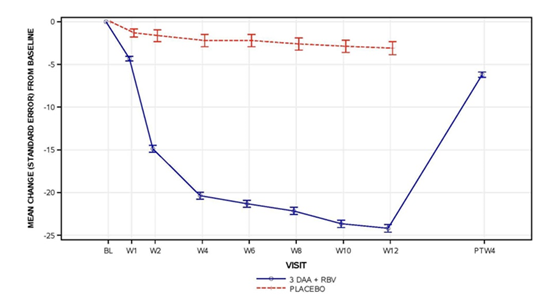 MEAN CHANGE (STANDARD ERROR) FROM BASELINE
0
-5
-10
-15
-20
-25
BL W1 W2 W4 W6 W8 W10 W12 PTW4
VISIT
3 DAA + RBV
PLACEBO